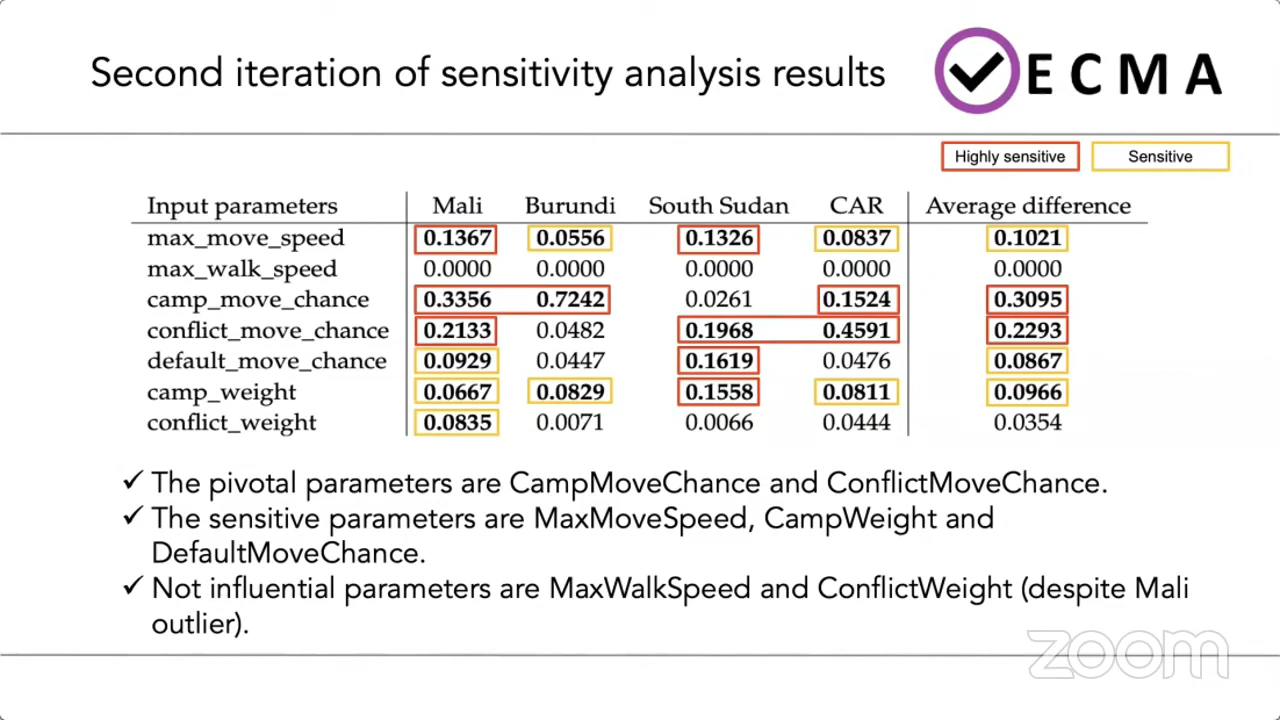 Second iteration of sensitivity analysis results
ECMA
Highly sensitive Sensitive
Input parameters Mali Burundi South Sudan CAR Average difference
max_move_speed 0.1367 0.0556 0.1326 0.0837 0.1021
max_walk_speed 0.0000 0.0000 0.0000 0.0000 0.0000
camp_move_chance 0.3356 0.7242 0.0261 0.1524 0.3095
conflict_move_chance 0.2133 0.0482 0.1968 0.4591 0.2293
default_move_chance 0.0929 0.0447 0.1619 0.0476 0.0867
camp_weight 0.0667 0.0829 0.1558 0.0811 0.0966
conflict_weight 0.0835 0.0071 0.0066 0.0444 0.0354
✓ The pivotal parameters are CampMoveChance and ConflictMoveChance.
✓ The sensitive parameters are MaxMoveSpeed, CampWeight and
DefaultMoveChance.
✓ Not influential parameters are MaxWalkSpeed and ConflictWeight (despite Mali
outlier).
zoom